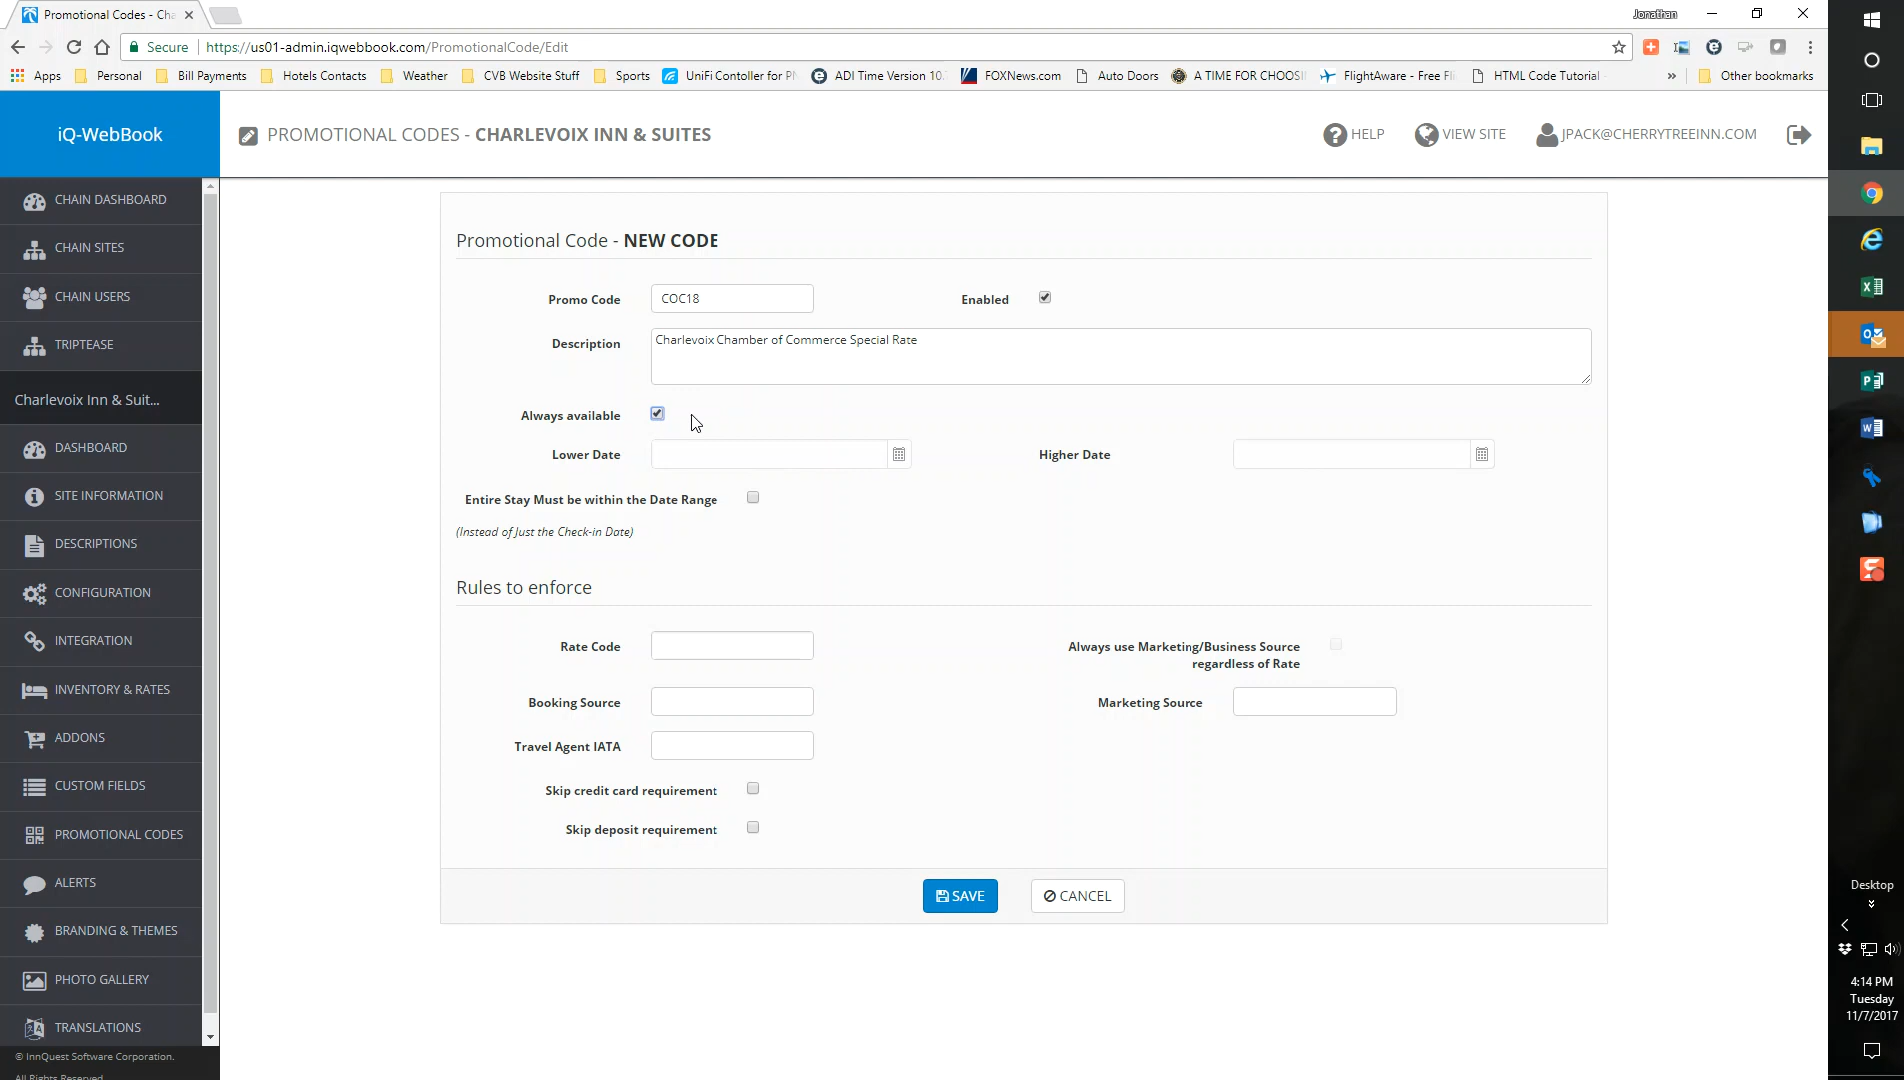 Promotional Codes - Cha
Jonathan
Secure
https://us01-admin.iqwebbook.com/PromotionalCode/Edit
Apps
Personal
Bill Payments
Hotels Contacts
Weather
CVB Website Stuff
Sports
UniFi Contoller for
ADI Time Version 10.
FOXNews.com
Auto Doors
A TIME FOR CHOOSI
FlightAware - Free
HTML Code Tutorial
»
Other bookmarks
iQ-WebBook
PROMOTIONAL CODES - CHARLEVOIX INN & SUITES
HELP
VIEW SITE
JPACK@CHERRYTREEINN.COM
CHAIN DASHBOARD
CHAIN SITES
CHAIN USERS
TRIPTEASE
Charlevoix Inn & Suit...
DASHBOARD
SITE INFORMATION
DESCRIPTIONS
CONFIGURATION
INTEGRATION
INVENTORY & RATES
ADDONS
CUSTOM FIELDS
PROMOTIONAL CODES
ALERTS
BRANDING & THEMES
PHOTO GALLERY
TRANSLATIONS
© InnQuest Software Corporation.
All Rights Reserved
Promotional Code - NEW CODE
Promo Code
COC18
Enabled
Description
Charlevoix Chamber of Commerce Special Rate
Always available
Lower Date
Higher Date
Entire Stay Must be within the Date Range
(Instead of Just the Check-in Date)
Rules to enforce
Rate Code
Always use Marketing/Business Source
regardless of Rate
Booking Source
Marketing Source
Travel Agent IATA
Skip credit card requirement
Skip deposit requirement
SAVE
CANCEL
Desktop
4:14 PM
Tuesday
11/7/2017